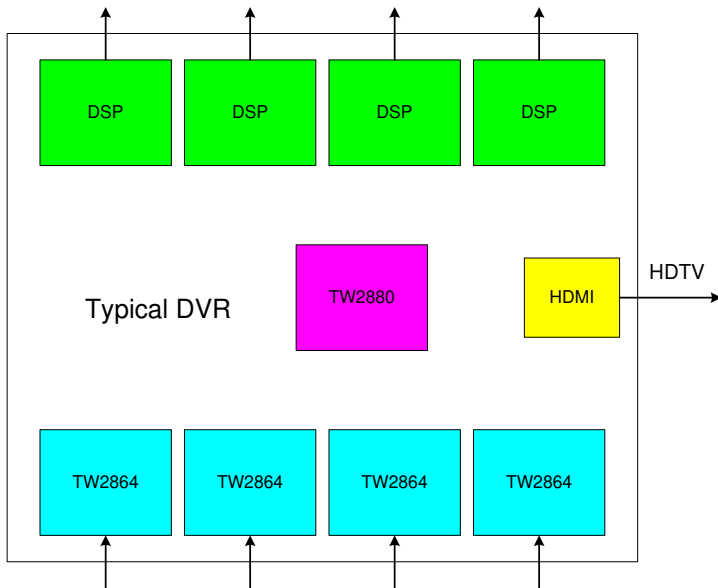 DSP DSP DSP DSP
HDTV
TW2880 HDMI
Typical DVR
TW2864 TW2864 TW2864 TW2864